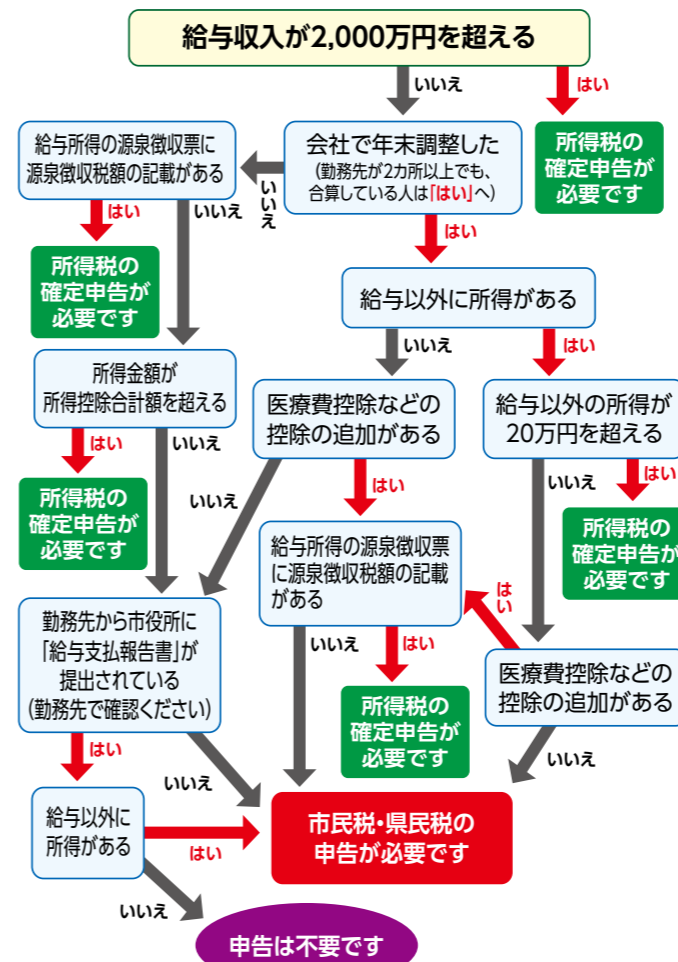 給与収入が2,000万円を超える
いいえ
はい
給与所得の源泉徴収票に
源泉徴収税額の記載がある
いいえ
会社で年末調整した
(勤務先が2カ所以上でも、
合算している人は「はい」へ)
所得税の
確定申告が
必要です
はい
いいえ
はい
所得税の
確定申告が
必要です
給与以外に所得がある
いいえ
はい
所得金額が
所得控除合計額を超える
医療費控除などの
控除の追加がある
給与以外の所得が
20万円を超える
はい
いいえ
いいえ
はい
いいえ
はい
所得税の
確定申告が
必要です
給与所得の源泉徴収票
に源泉徴収税額の記載
がある
所得税の
確定申告が
必要です
はい
勤務先から市役所に
「給与支払報告書」が
提出されている
(勤務先で確認ください)
いいえ
はい
所得税の
確定申告が
必要です
医療費控除などの
控除の追加がある
はい
いいえ
いいえ
給与以外に
所得がある
はい
市民税・県民税の
申告が必要です
いいえ
申告は不要です